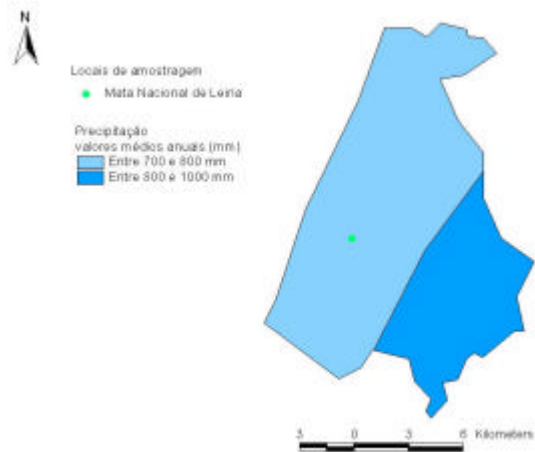 N
Locais de amostragem
Mata Nacional de Leiria
Precipitação
valores médios anuais (mm)
Entre 700 e 800 mm
Entre 800 e 1000 mm
3 0 3 6 Kilometers